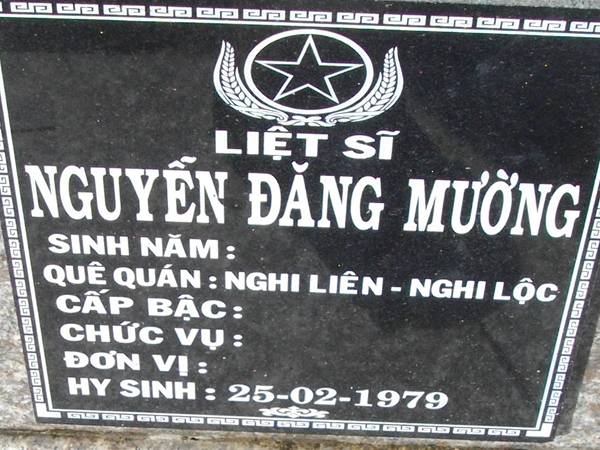 LIỆT SĨ
NGUYỄN ĐĂNG MƯỜNG
SINH NĂM :
QUÊ QUÁN : NGHI LIÊN - NGHI LỘC
CẤP BẬC :
CHỨC VỤ :
ĐƠN VỊ :
HY SINH : 25-02-1979